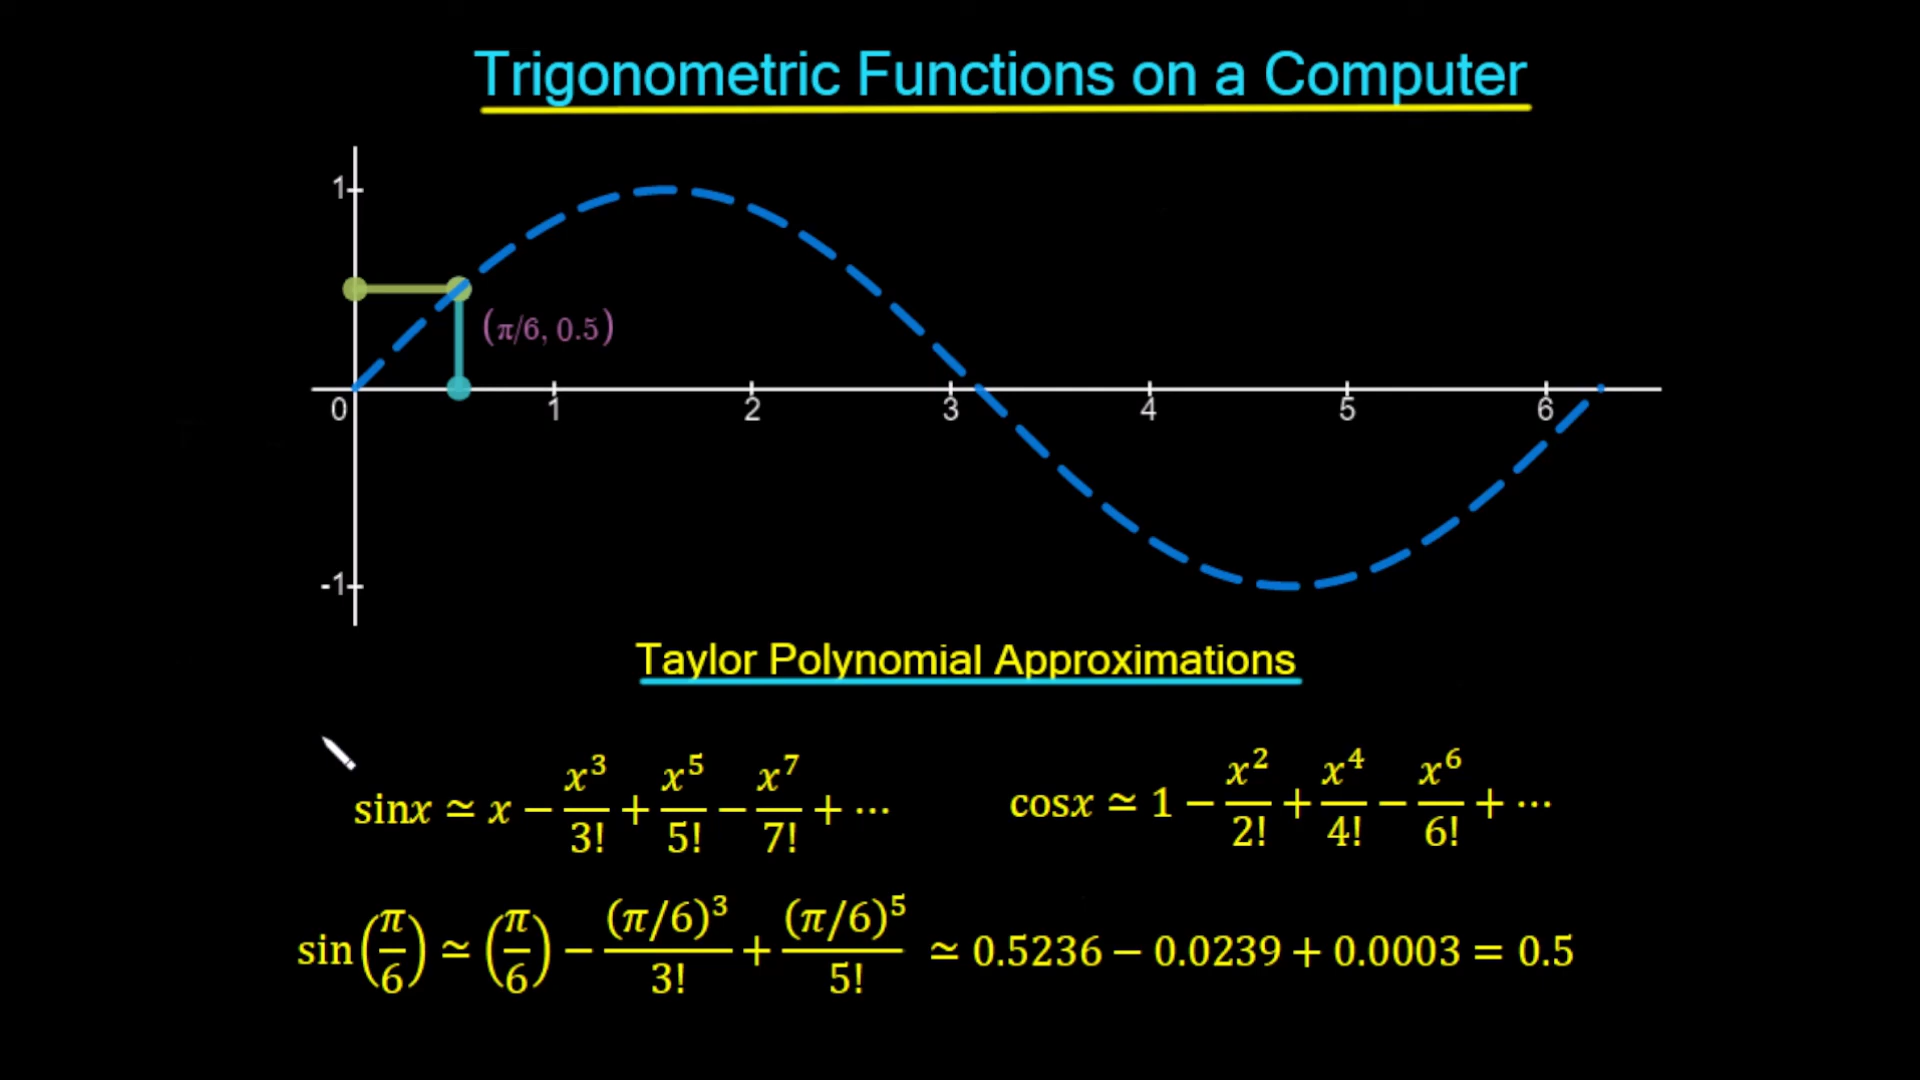 Trigonometric Functions on a Computer
1
(π/6, 0.5)
0 1 2 3 4 5 6
-1
Taylor Polynomial Approximations
sinx ≃ x − x³/3! + x⁵/5! − x⁷/7! + ⋯
cosx ≃ 1 − x²/2! + x⁴/4! − x⁶/6! + ⋯
sin(π/6) ≃ (π/6) − (π/6)³/3! + (π/6)⁵/5! ≃ 0.5236 − 0.0239 + 0.0003 = 0.5